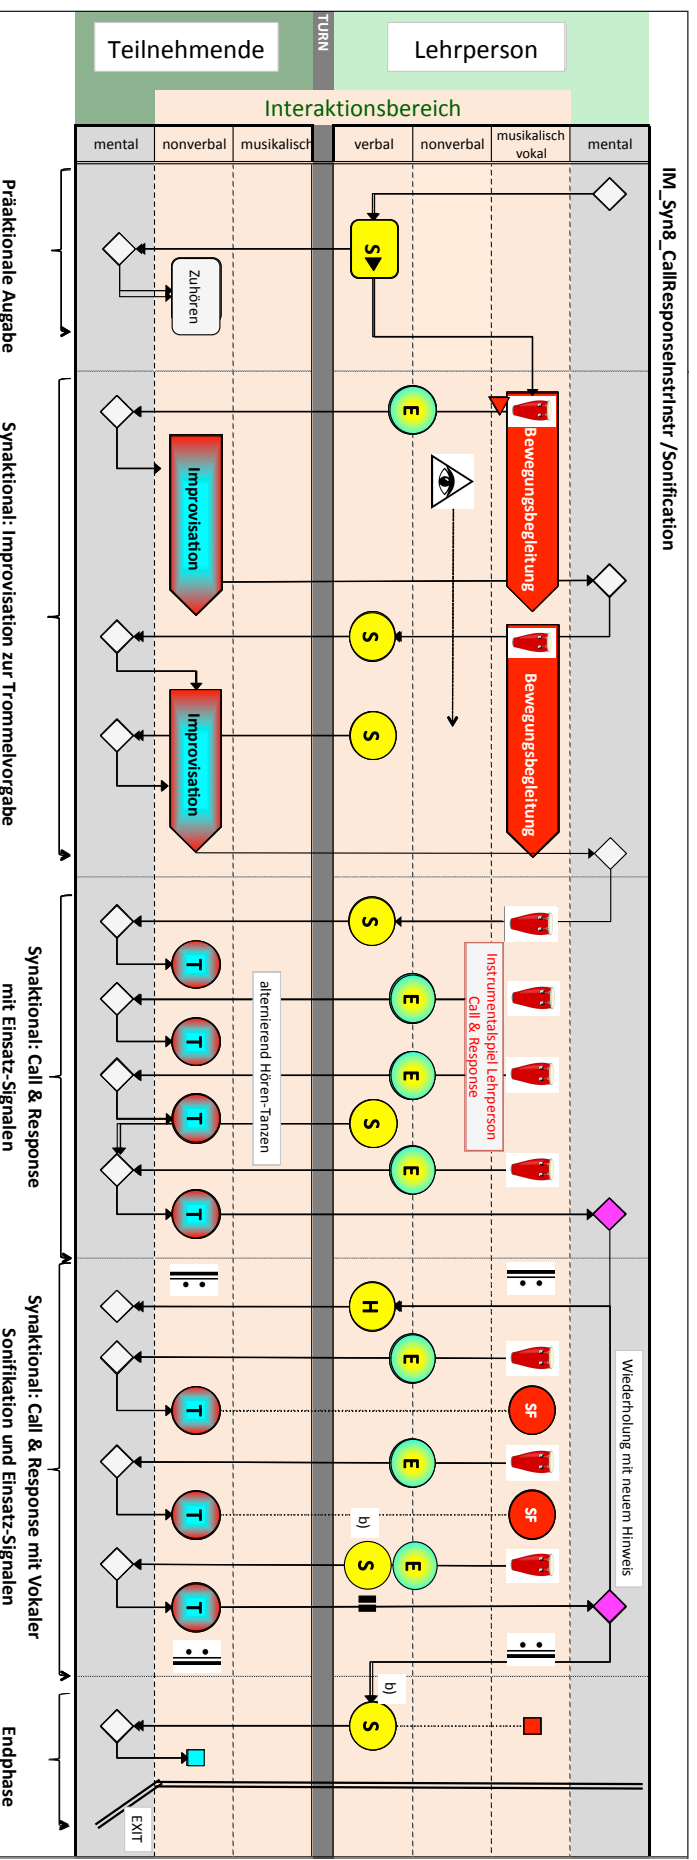 IM_Syn8_CallResponseInstrInstr /Sonification
Teilnehmende
TURN
Lehrperson
Interaktionsbereich
mental
nonverbal
musikalisch
verbal
nonverbal
musikalisch
vokal
mental
S
Zuhören
Präaktionale Augabe
E
Bewegungsbegleitung
Improvisation
S
Bewegungsbegleitung
Improvisation
S
Synaktional: Improvisation zur Trommelvorgabe
S
T
E
T
E
T
S
E
T
Instrumentalspiel Lehrperson
Call & Response
alternierend Hören-Tanzen
Synaktional: Call & Response
mit Einsatz-Signalen
H
E
T
SF
E
T
SF
b)
S
E
T
Wiederholung mit neuem Hinweis
Synaktional: Call & Response mit Vokaler
Sonifikation und Einsatz-Signalen
b)
S
EXIT
Endphase